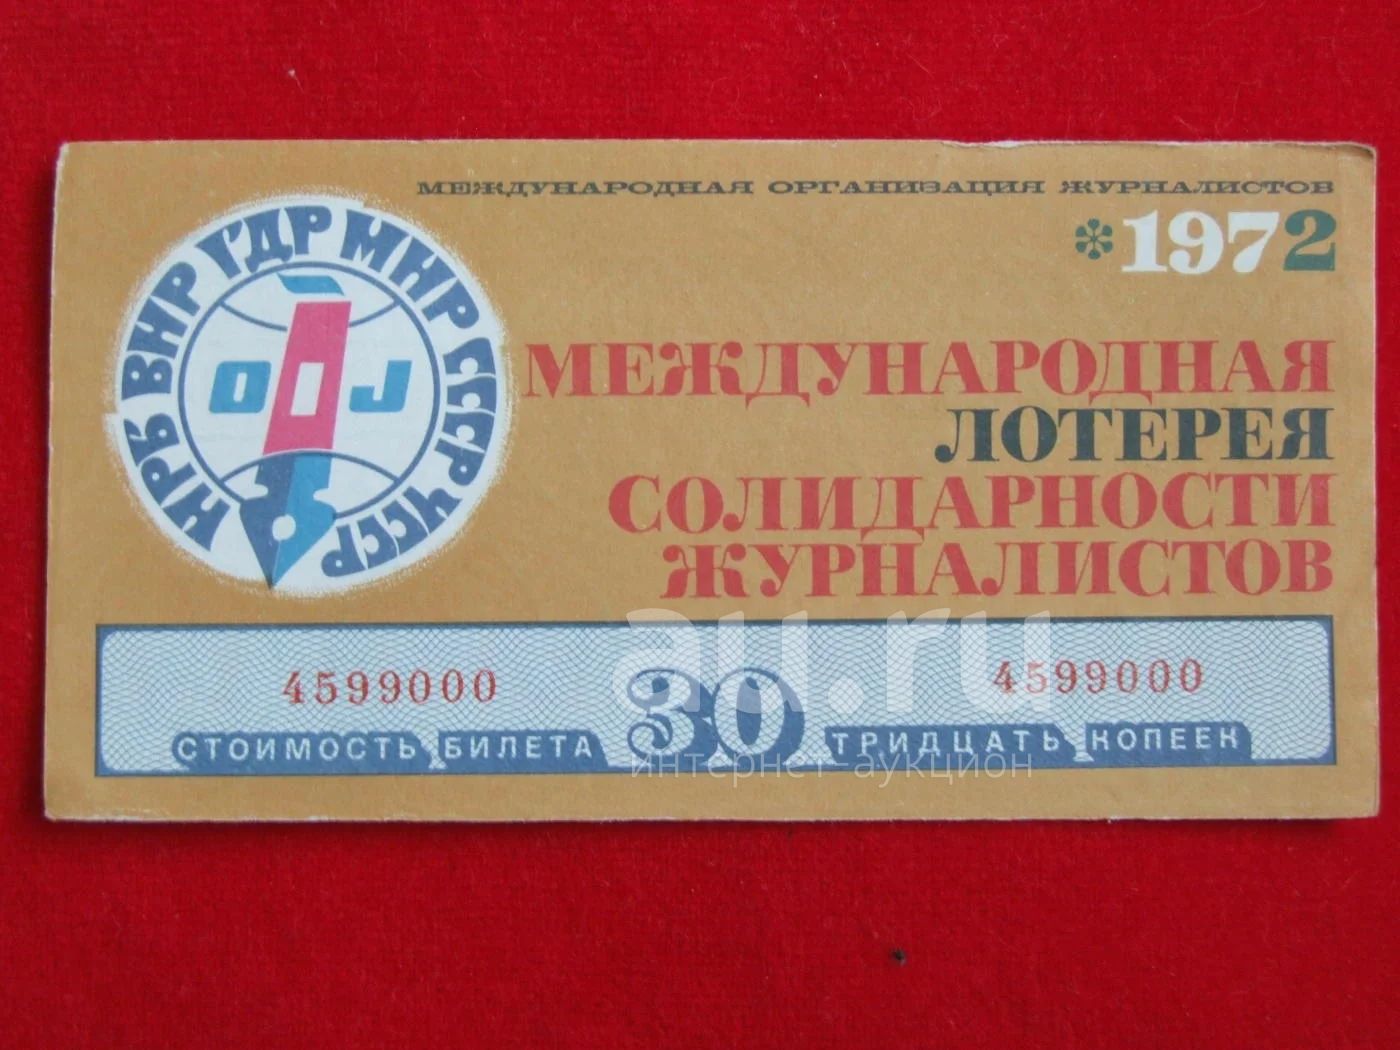 МЕЖДУНАРОДНАЯ ОРГАНИЗАЦИЯ ЖУРНАЛИСТОВ
*1972
НРБ ВНР ГДР МНР СССР ЧССР
OIJ
МЕЖДУНАРОДНАЯ
ЛОТЕРЕЯ
СОЛИДАРНОСТИ
ЖУРНАЛИСТОВ
4599000
30
4599000
СТОИМОСТЬ БИЛЕТА
ТРИДЦАТЬ КОПЕЕК
au.ru
интернет-аукцион